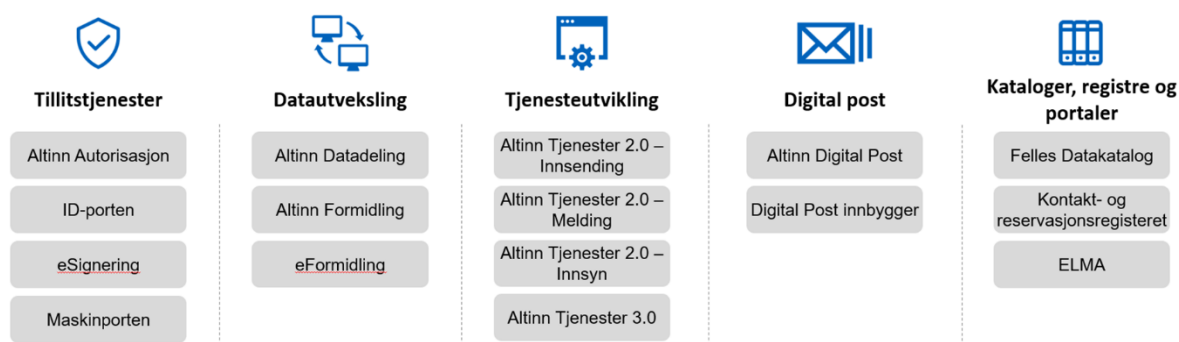 Tillitstjenester
Altinn Autorisasjon
ID-porten
eSignering
Maskinporten
Datautveksling
Altinn Datadeling
Altinn Formidling
eFormidling
Tjenesteutvikling
Altinn Tjenester 2.0 –
Innsending
Altinn Tjenester 2.0 –
Melding
Altinn Tjenester 2.0 –
Innsyn
Altinn Tjenester 3.0
Digital post
Altinn Digital Post
Digital Post innbygger
Kataloger, registre og
portaler
Felles Datakatalog
Kontakt- og
reservasjonsregisteret
ELMA